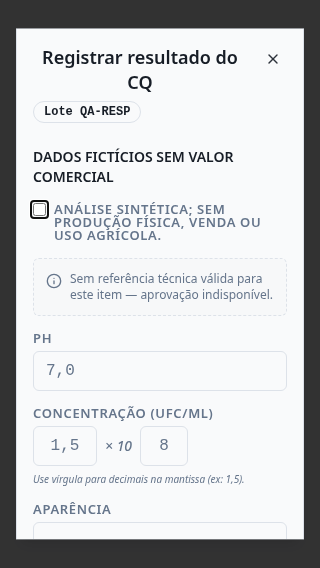 Registrar resultado do
CQ
Lote QA-RESP
DADOS FICTÍCIOS SEM VALOR
COMERCIAL
ANÁLISE SINTÉTICA; SEM
PRODUÇÃO FÍSICA, VENDA OU
USO AGRÍCOLA.
Sem referência técnica válida para
este item — aprovação indisponível.
PH
7,0
CONCENTRAÇÃO (UFC/ML)
1,5 × 10 8
Use vírgula para decimais na mantissa (ex: 1,5).
APARÊNCIA